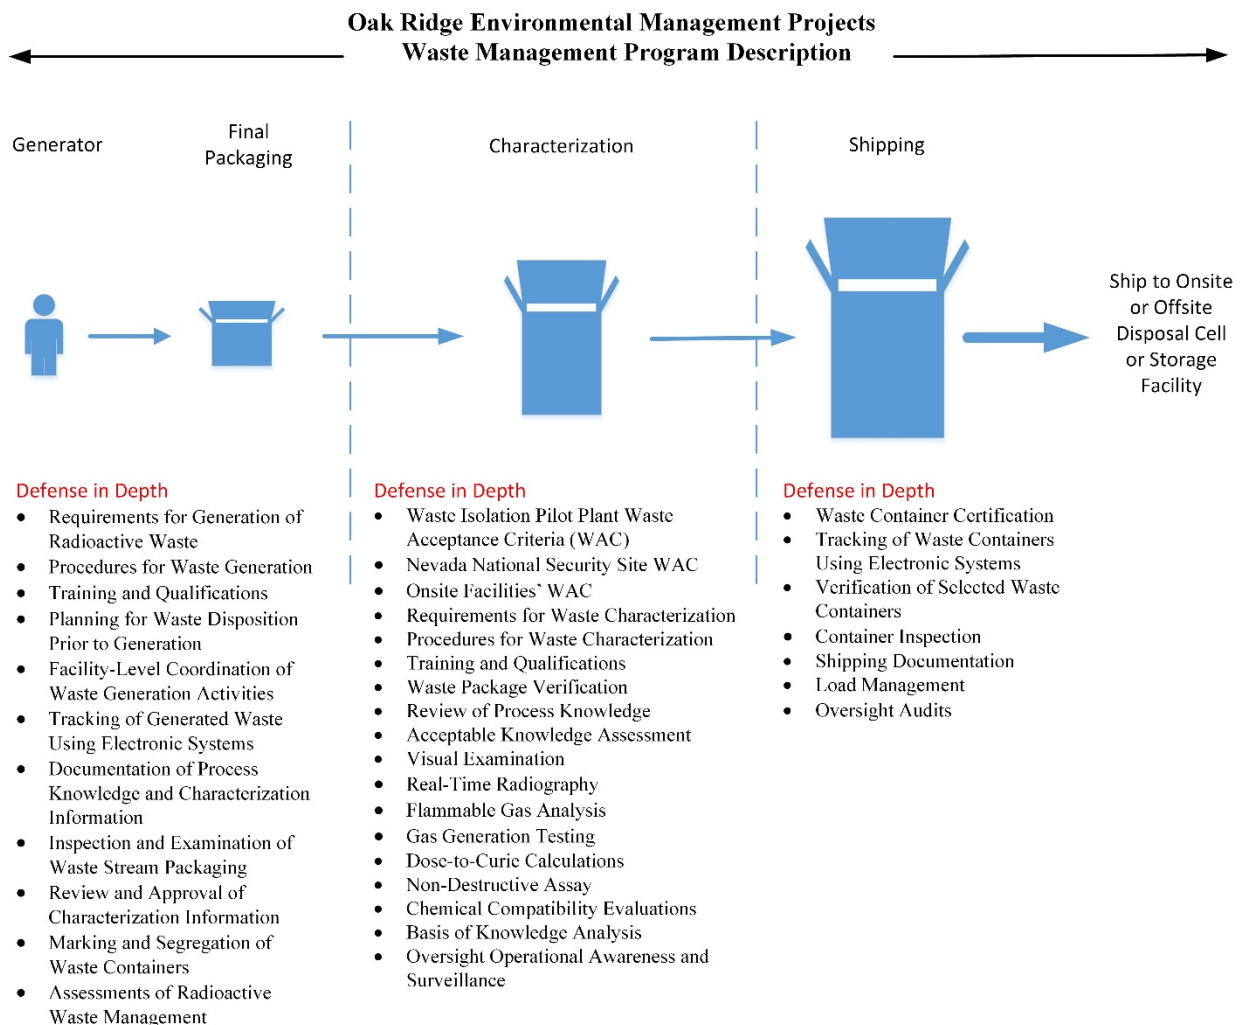 Oak Ridge Environmental Management Projects
Waste Management Program Description
Generator
Final
Packaging
Characterization
Shipping
Ship to Onsite
or Offsite
Disposal Cell
or Storage
Facility
Defense in Depth
• Requirements for Generation of
Radioactive Waste
• Procedures for Waste Generation
• Training and Qualifications
• Planning for Waste Disposition
Prior to Generation
• Facility-Level Coordination of
Waste Generation Activities
• Tracking of Generated Waste
Using Electronic Systems
• Documentation of Process
Knowledge and Characterization
Information
• Inspection and Examination of
Waste Stream Packaging
• Review and Approval of
Characterization Information
• Marking and Segregation of
Waste Containers
• Assessments of Radioactive
Waste Management
Defense in Depth
• Waste Isolation Pilot Plant Waste
Acceptance Criteria (WAC)
• Nevada National Security Site WAC
• Onsite Facilities’ WAC
• Requirements for Waste Characterization
• Procedures for Waste Characterization
• Training and Qualifications
• Waste Package Verification
• Review of Process Knowledge
• Acceptable Knowledge Assessment
• Visual Examination
• Real-Time Radiography
• Flammable Gas Analysis
• Gas Generation Testing
• Dose-to-Curie Calculations
• Non-Destructive Assay
• Chemical Compatibility Evaluations
• Basis of Knowledge Analysis
• Oversight Operational Awareness and
Surveillance
Defense in Depth
• Waste Container Certification
• Tracking of Waste Containers
Using Electronic Systems
• Verification of Selected Waste
Containers
• Container Inspection
• Shipping Documentation
• Load Management
• Oversight Audits